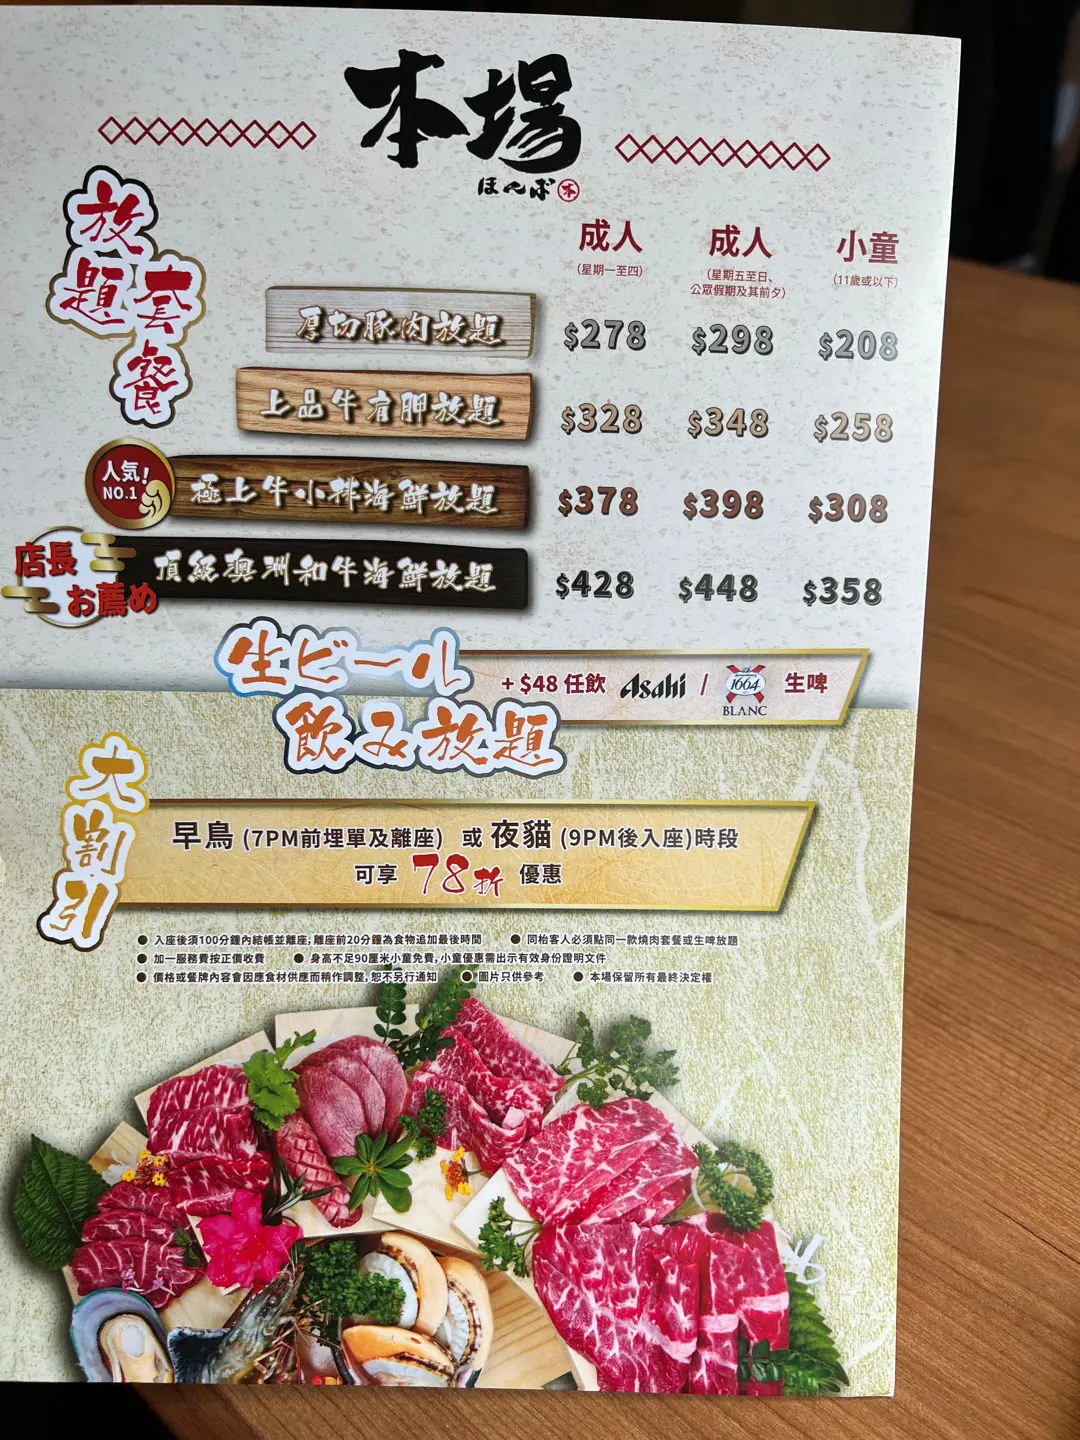 本場
ほんば 本
放題套餐
成人 成人 小童
(星期一至四) (星期五至日、公眾假期及其前夕) (11歲或以下)
厚切豚肉放題 $278 $298 $208
上品牛肩胛放題 $328 $348 $258
人気! NO.1
極上牛小排海鮮放題 $378 $398 $308
店長お薦め
頂級澳洲和牛海鮮放題 $428 $448 $358
生ビール
飲み放題
+ $48 任飲 Asahi / 1664 BLANC 生啤
大割引
早鳥 (7PM前埋單及離座) 或 夜貓 (9PM後入座)時段
可享 78折 優惠
● 入座後須100分鐘內結帳並離座, 離座前20分鐘為食物追加最後時間 ● 同枱客人必須點同一款燒肉套餐或生啤放題
● 加一服務費按正價收費 ● 身高不足90厘米小童免費, 小童優惠需出示有效身份證明文件
● 價格或餐牌內容會因應食材供應而稍作調整, 恕不另行通知 ● 圖片只供參考 ● 本場保留所有最終決定權